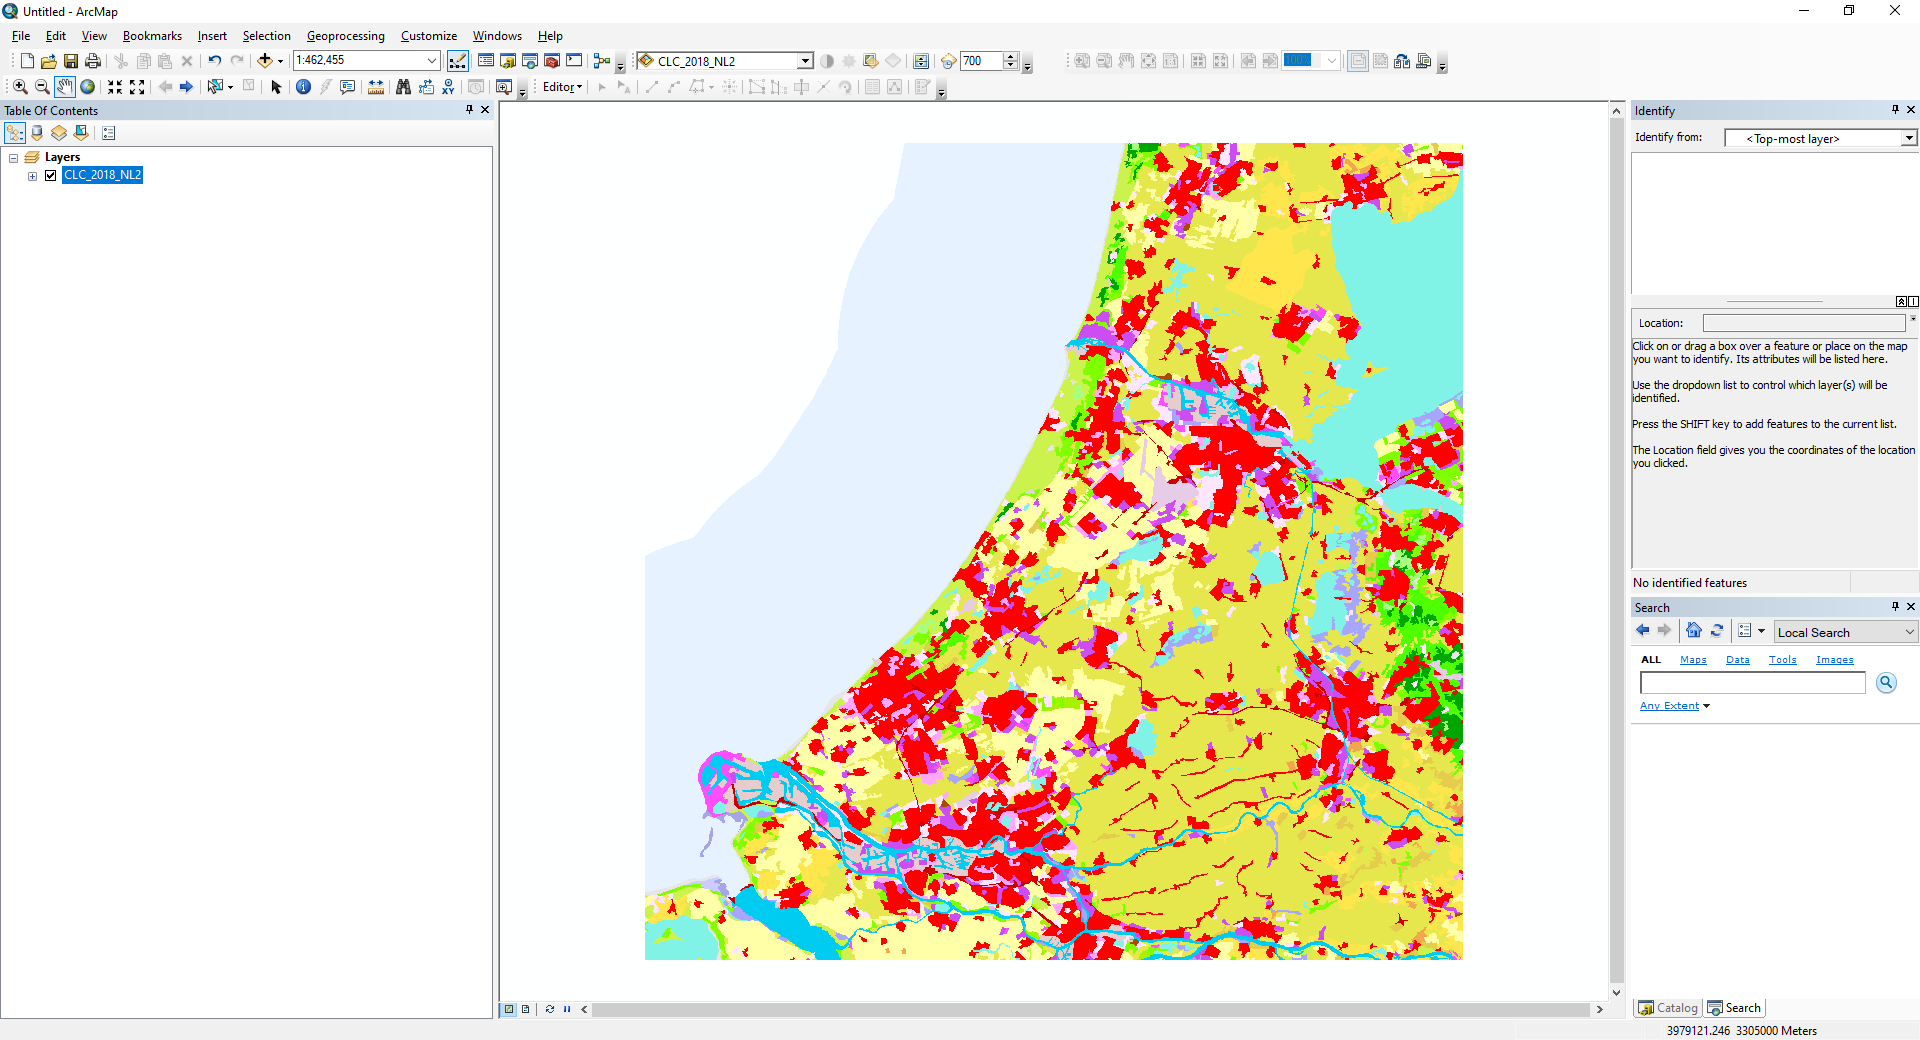 Untitled - ArcMap
File Edit View Bookmarks Insert Selection Geoprocessing Customize Windows Help
1:462,455 CLC_2018_NL2 700 100%
Editor
Table Of Contents
Layers
CLC_2018_NL2
Identify
Identify from: <Top-most layer>
Location:
Click on or drag a box over a feature or place on the map
you want to identify. Its attributes will be listed here.
Use the dropdown list to control which layer(s) will be
identified.
Press the SHIFT key to add features to the current list.
The Location field gives you the coordinates of the location
you clicked.
No identified features
Search
Local Search
ALL Maps Data Tools Images
Any Extent
Catalog Search
3979121.246 3305000 Meters